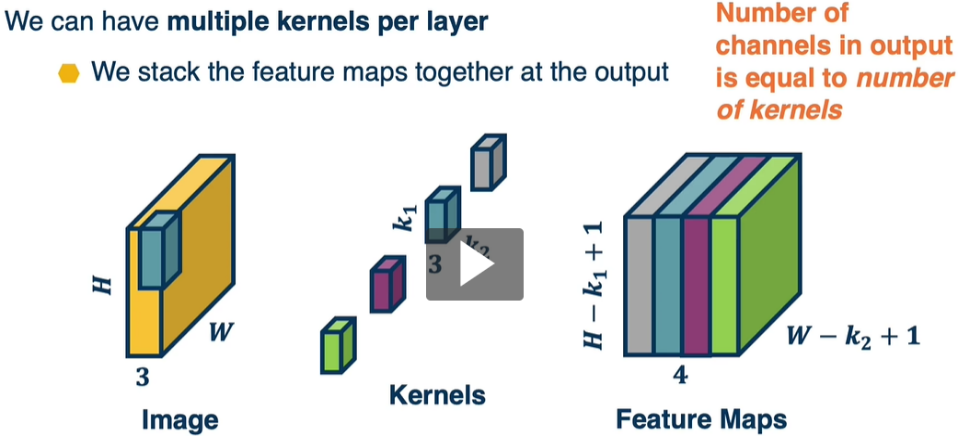 We can have multiple kernels per layer
We stack the feature maps together at the output
Number of
channels in output
is equal to number
of kernels
H
W
3
Image
k₁
k₂
3
Kernels
H − k₁ + 1
W − k₂ + 1
4
Feature Maps